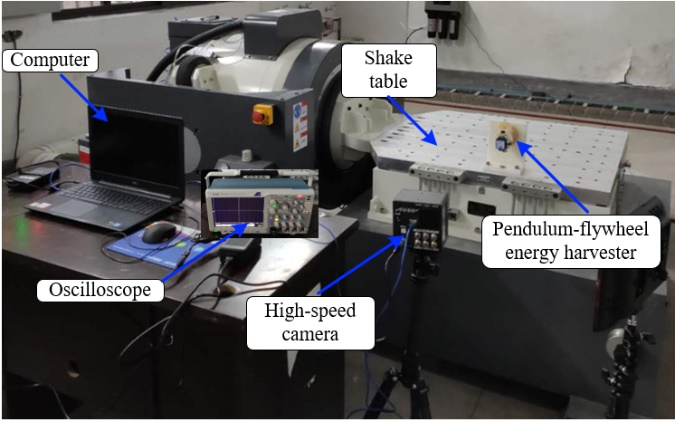 Computer
Shake
table
Pendulum-flywheel
energy harvester
Oscilloscope
High-speed
camera